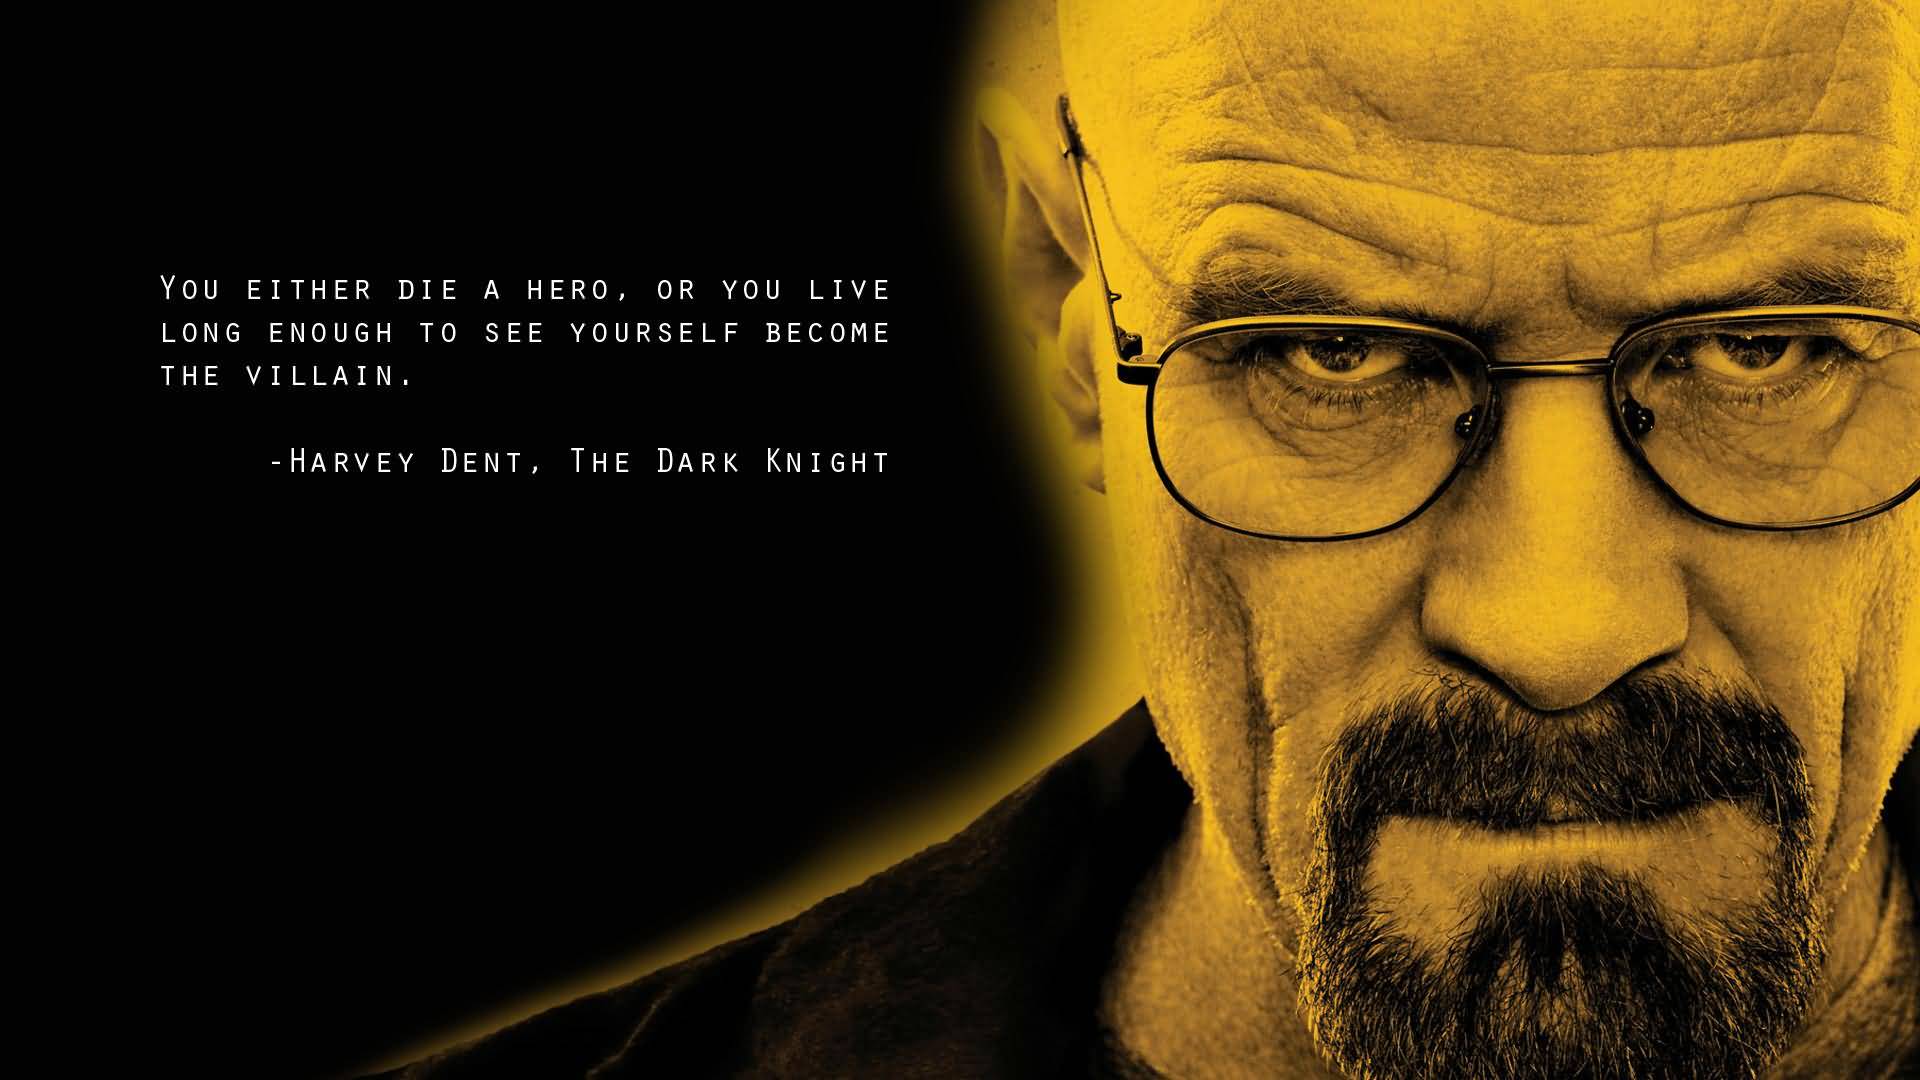 You either die a hero, or you live
long enough to see yourself become
the villain.
-Harvey Dent, The Dark Knight